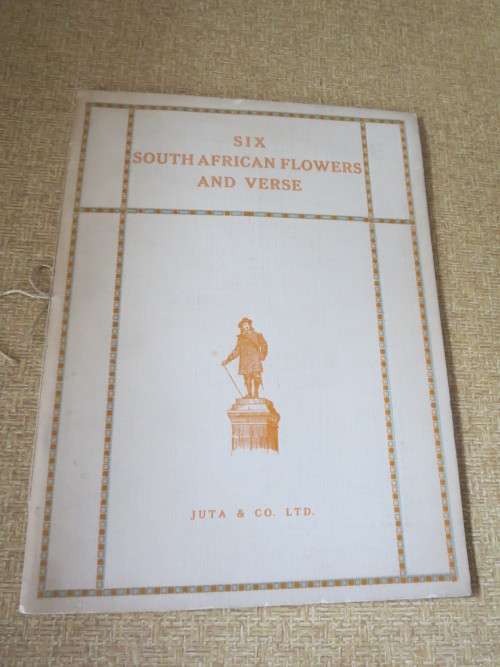 SIX
SOUTH AFRICAN FLOWERS
AND VERSE
JUTA & CO. LTD.